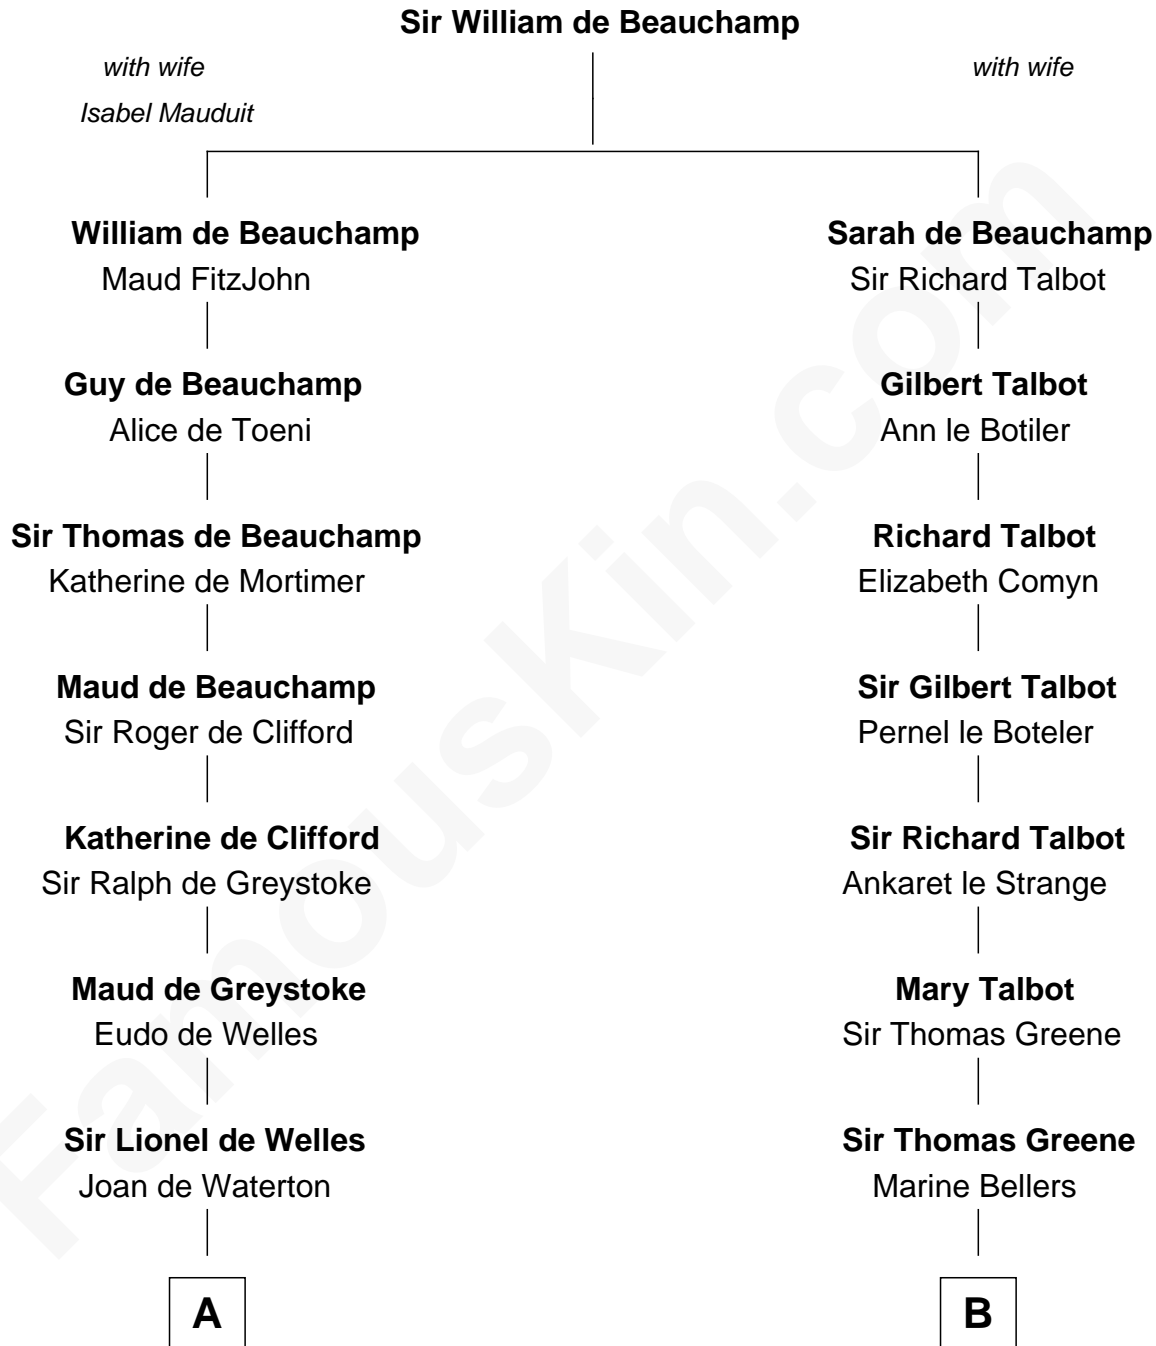 Sir William de Beauchamp
with wife
with wife
Isabel Mauduit
William de Beauchamp
Sarah de Beauchamp
Maud FitzJohn
Sir Richard Talbot
Guy de Beauchamp
Gilbert Talbot
Alice de Toeni
Ann le Botiler
Sir Thomas de Beauchamp
Richard Talbot
Katherine de Mortimer
Elizabeth Comyn
Maud de Beauchamp
Sir Gilbert Talbot
Sir Roger de Clifford
Pernel le Boteler
Katherine de Clifford
Sir Richard Talbot
Sir Ralph de Greystoke
Ankaret le Strange
Maud de Greystoke
Mary Talbot
Eudo de Welles
Sir Thomas Greene
Sir Lionel de Welles
Sir Thomas Greene
Joan de Waterton
Marine Bellers
A
B
FamousKin.com